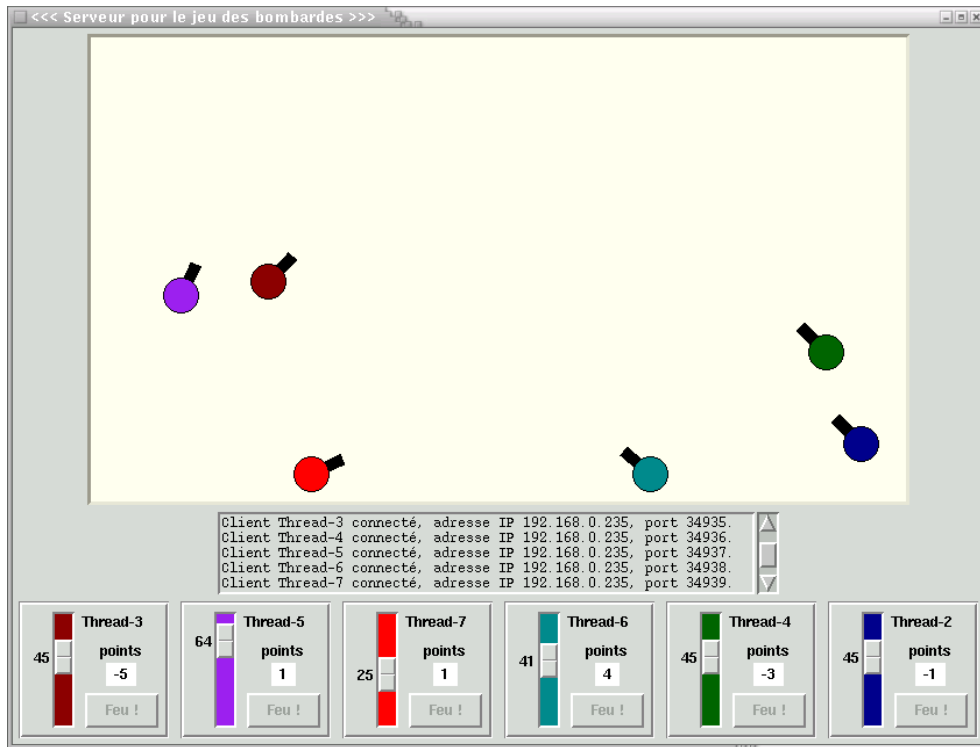 <<< Serveur pour le jeu des bombardes >>>
Client Thread-3 connecté, adresse IP 192.168.0.235, port 34935.
Client Thread-4 connecté, adresse IP 192.168.0.235, port 34936.
Client Thread-5 connecté, adresse IP 192.168.0.235, port 34937.
Client Thread-6 connecté, adresse IP 192.168.0.235, port 34938.
Client Thread-7 connecté, adresse IP 192.168.0.235, port 34939.
Thread-3
points
45
-5
Feu !
Thread-5
64
points
1
Feu !
Thread-7
points
25
1
Feu !
Thread-6
points
41
4
Feu !
Thread-4
points
45
-3
Feu !
Thread-2
points
45
-1
Feu !